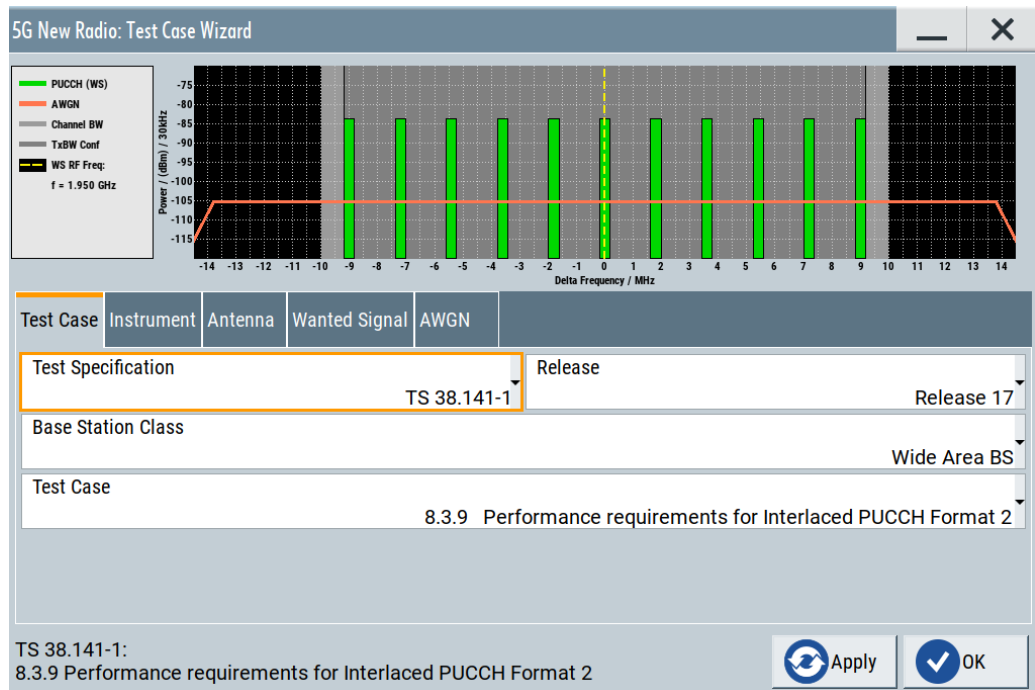 5G New Radio: Test Case Wizard
PUCCH (WS)
AWGN
Channel BW
TxBW Conf
WS RF Freq:
f = 1.950 GHz
Power / (dBm) / 30kHz
-75
-80
-85
-90
-95
-100
-105
-110
-115
-14 -13 -12 -11 -10 -9 -8 -7 -6 -5 -4 -3 -2 -1 0 1 2 3 4 5 6 7 8 9 10 11 12 13 14
Delta Frequency / MHz
Test Case Instrument Antenna Wanted Signal AWGN
Test Specification
TS 38.141-1
Release
Release 17
Base Station Class
Wide Area BS
Test Case
8.3.9 Performance requirements for Interlaced PUCCH Format 2
TS 38.141-1:
8.3.9 Performance requirements for Interlaced PUCCH Format 2
Apply
OK